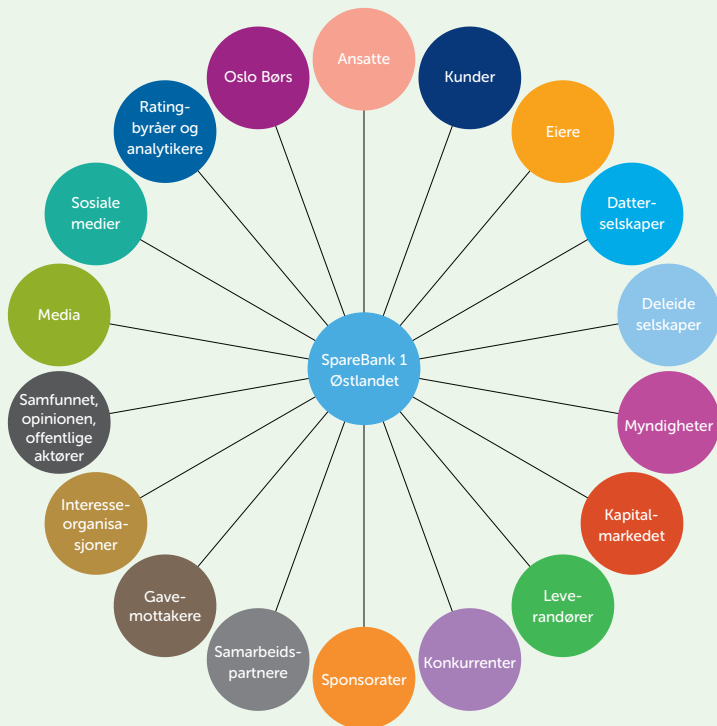 Ansatte
Kunder
Eiere
Datter-
selskaper
Deleide
selskaper
Myndigheter
Kapital-
markedet
Leve-
randører
Konkurrenter
Sponsorater
Samarbeids-
partnere
Gave-
mottakere
Interesse-
organisa-
sjoner
Samfunnet,
opinionen,
offentlige
aktører
Media
Sosiale
medier
Rating-
byråer og
analytikere
Oslo Børs
SpareBank 1
Østlandet